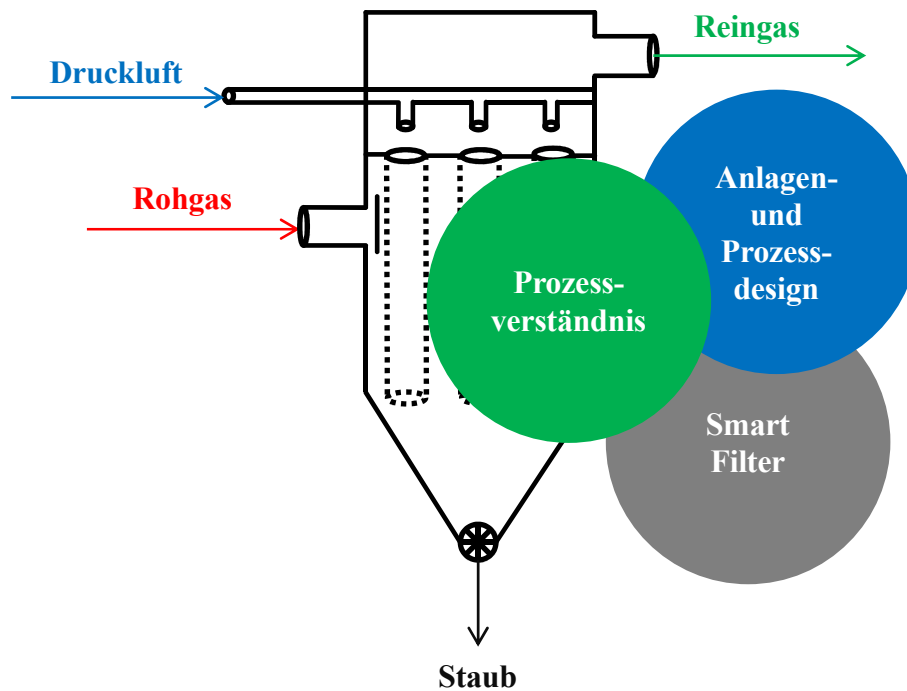 Reingas
Druckluft
Rohgas
Anlagen-
und
Prozess-
design
Prozess-
verständnis
Smart
Filter
Staub